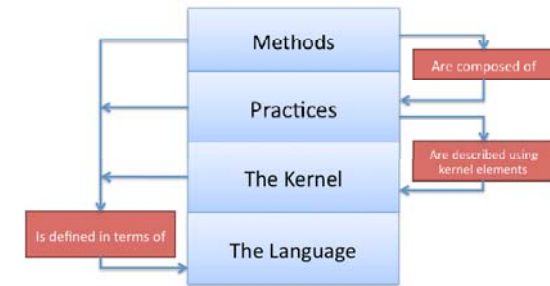 Methods
Are composed of
Practices
Are described using
kernel elements
The Kernel
Is defined in terms of
The Language